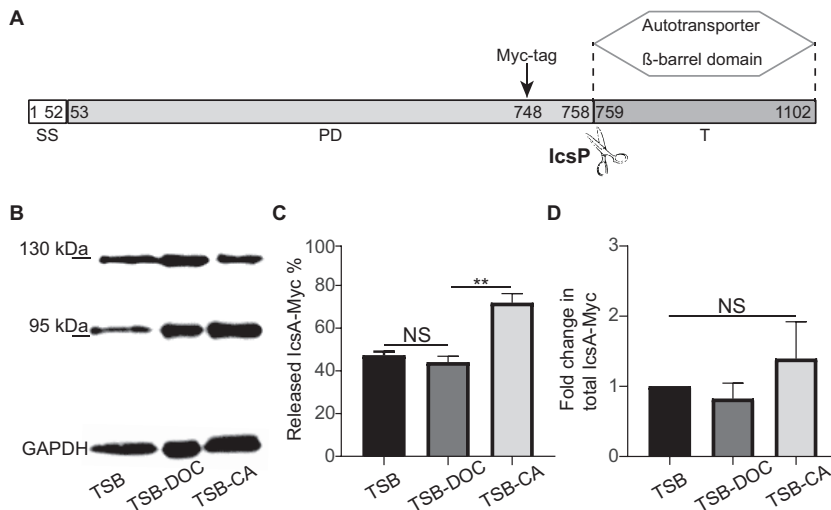 A
Autotransporter
ß-barrel domain
Myc-tag
1 52 53 748 758 759 1102
SS PD T
IcsP
B
130 kDa
95 kDa
GAPDH
TSB TSB-DOC TSB-CA
C
Released IcsA-Myc %
100
80
60
40
20
0
NS
**
TSB TSB-DOC TSB-CA
D
Fold change in
total IcsA-Myc
3
2
1
0
NS
TSB TSB-DOC TSB-CA